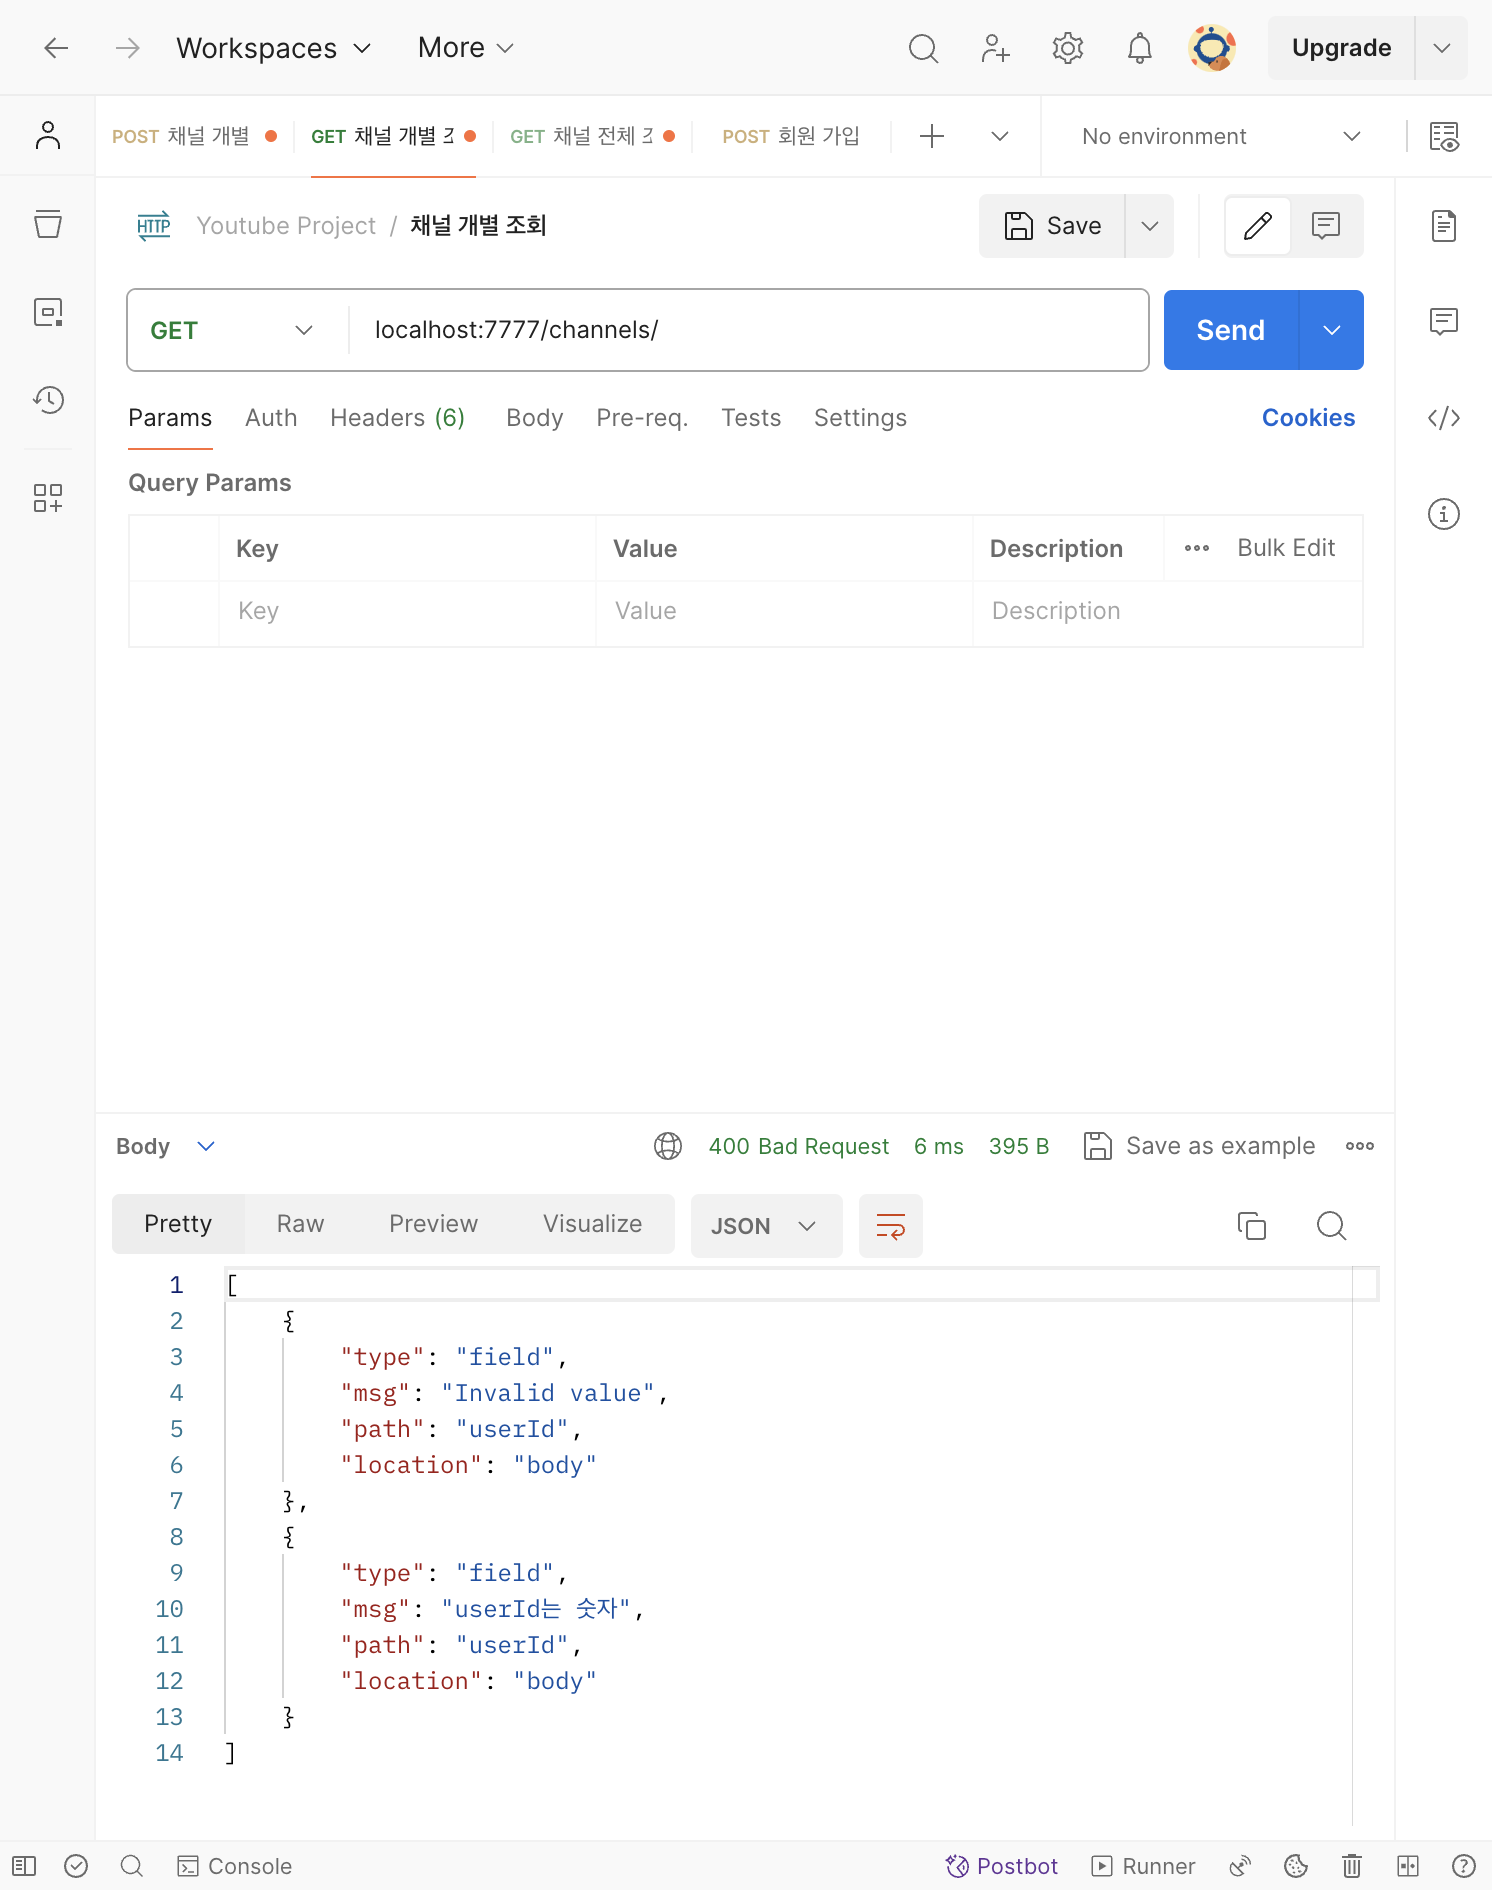 Workspaces More Upgrade
POST 채널 개별 GET 채널 개별 조 GET 채널 전체 조 POST 회원 가입 No environment
HTTP Youtube Project / 채널 개별 조회 Save
GET localhost:7777/channels/ Send
Params Auth Headers (6) Body Pre-req. Tests Settings Cookies
Query Params
Key Value Description Bulk Edit
Key Value Description
Body 400 Bad Request 6 ms 395 B Save as example
Pretty Raw Preview Visualize JSON
1 [
2 {
3 "type": "field",
4 "msg": "Invalid value",
5 "path": "userId",
6 "location": "body"
7 },
8 {
9 "type": "field",
10 "msg": "userId는 숫자",
11 "path": "userId",
12 "location": "body"
13 }
14 ]
Console Postbot Runner